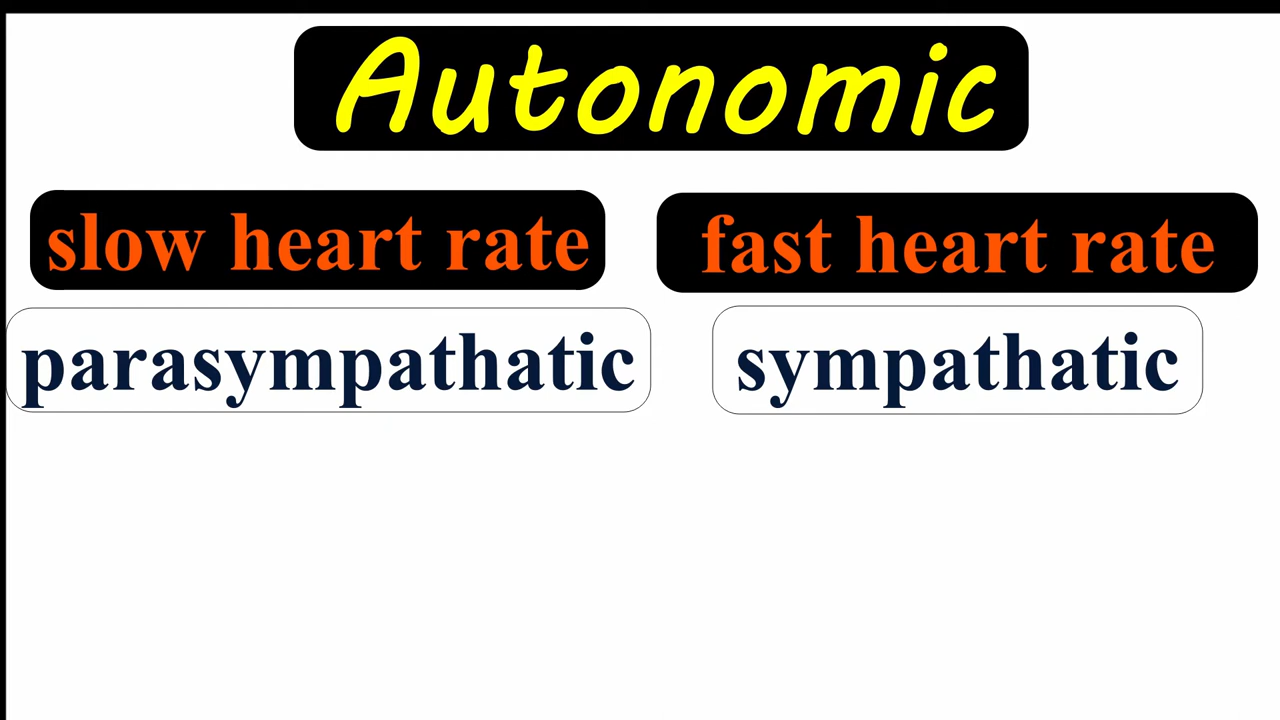 Autonomic
slow heart rate
fast heart rate
parasympathatic
sympathatic